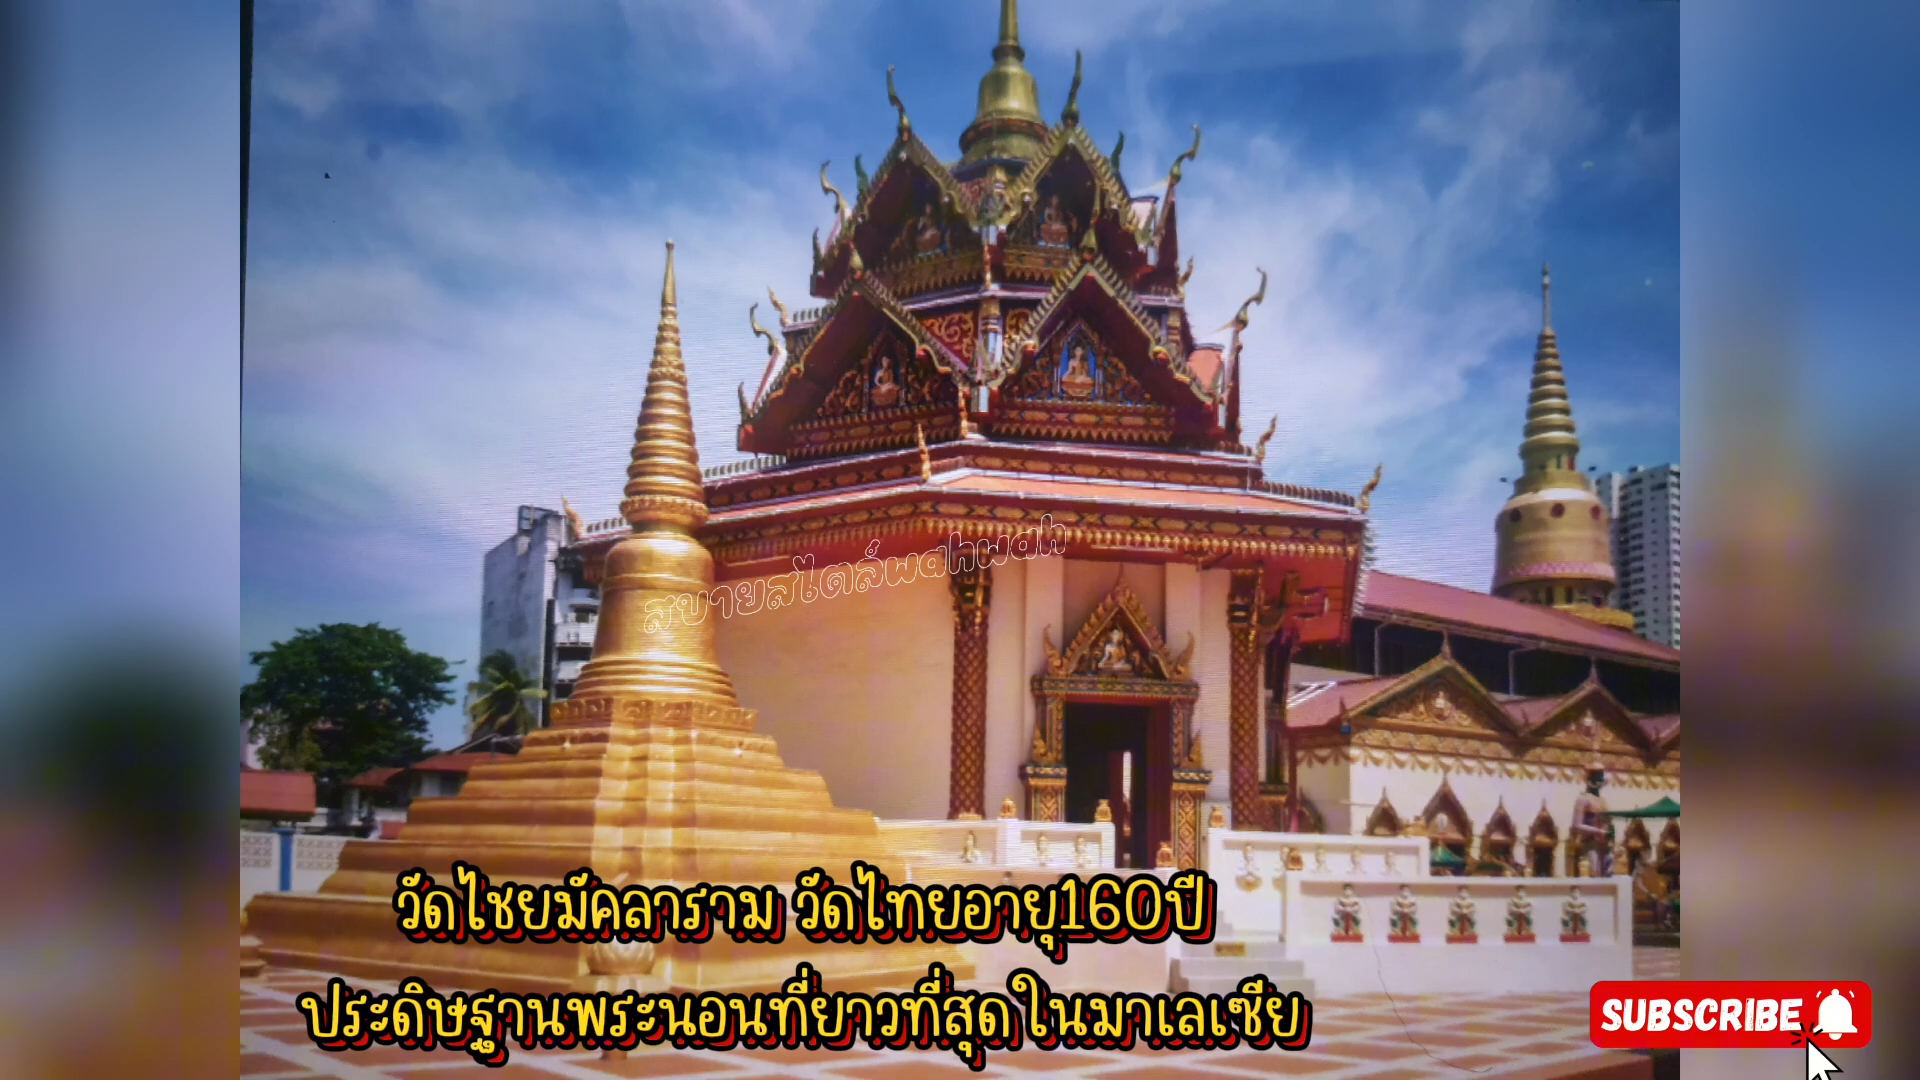 สบายสไตล์wahwah
วัดไชยมังคลาราม วัดไทยอายุ160ปี
ประดิษฐานพระนอนที่ยาวที่สุดในมาเลเซีย
SUBSCRIBE